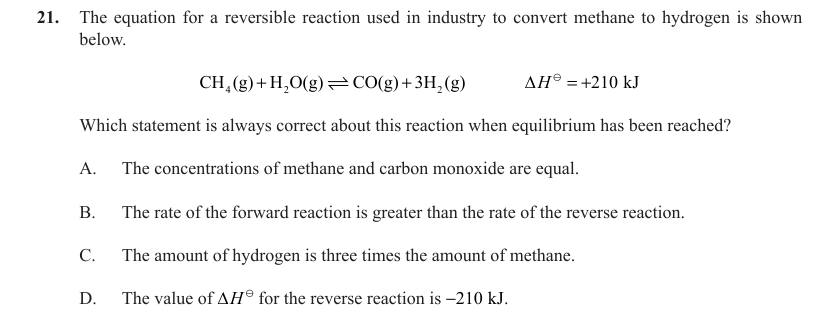 21. The equation for a reversible reaction used in industry to convert methane to hydrogen is shown
below.
CH₄(g)+H₂O(g)⇌CO(g)+3H₂(g) ΔH⊖ =+210 kJ
Which statement is always correct about this reaction when equilibrium has been reached?
A. The concentrations of methane and carbon monoxide are equal.
B. The rate of the forward reaction is greater than the rate of the reverse reaction.
C. The amount of hydrogen is three times the amount of methane.
D. The value of ΔH⊖ for the reverse reaction is −210 kJ.